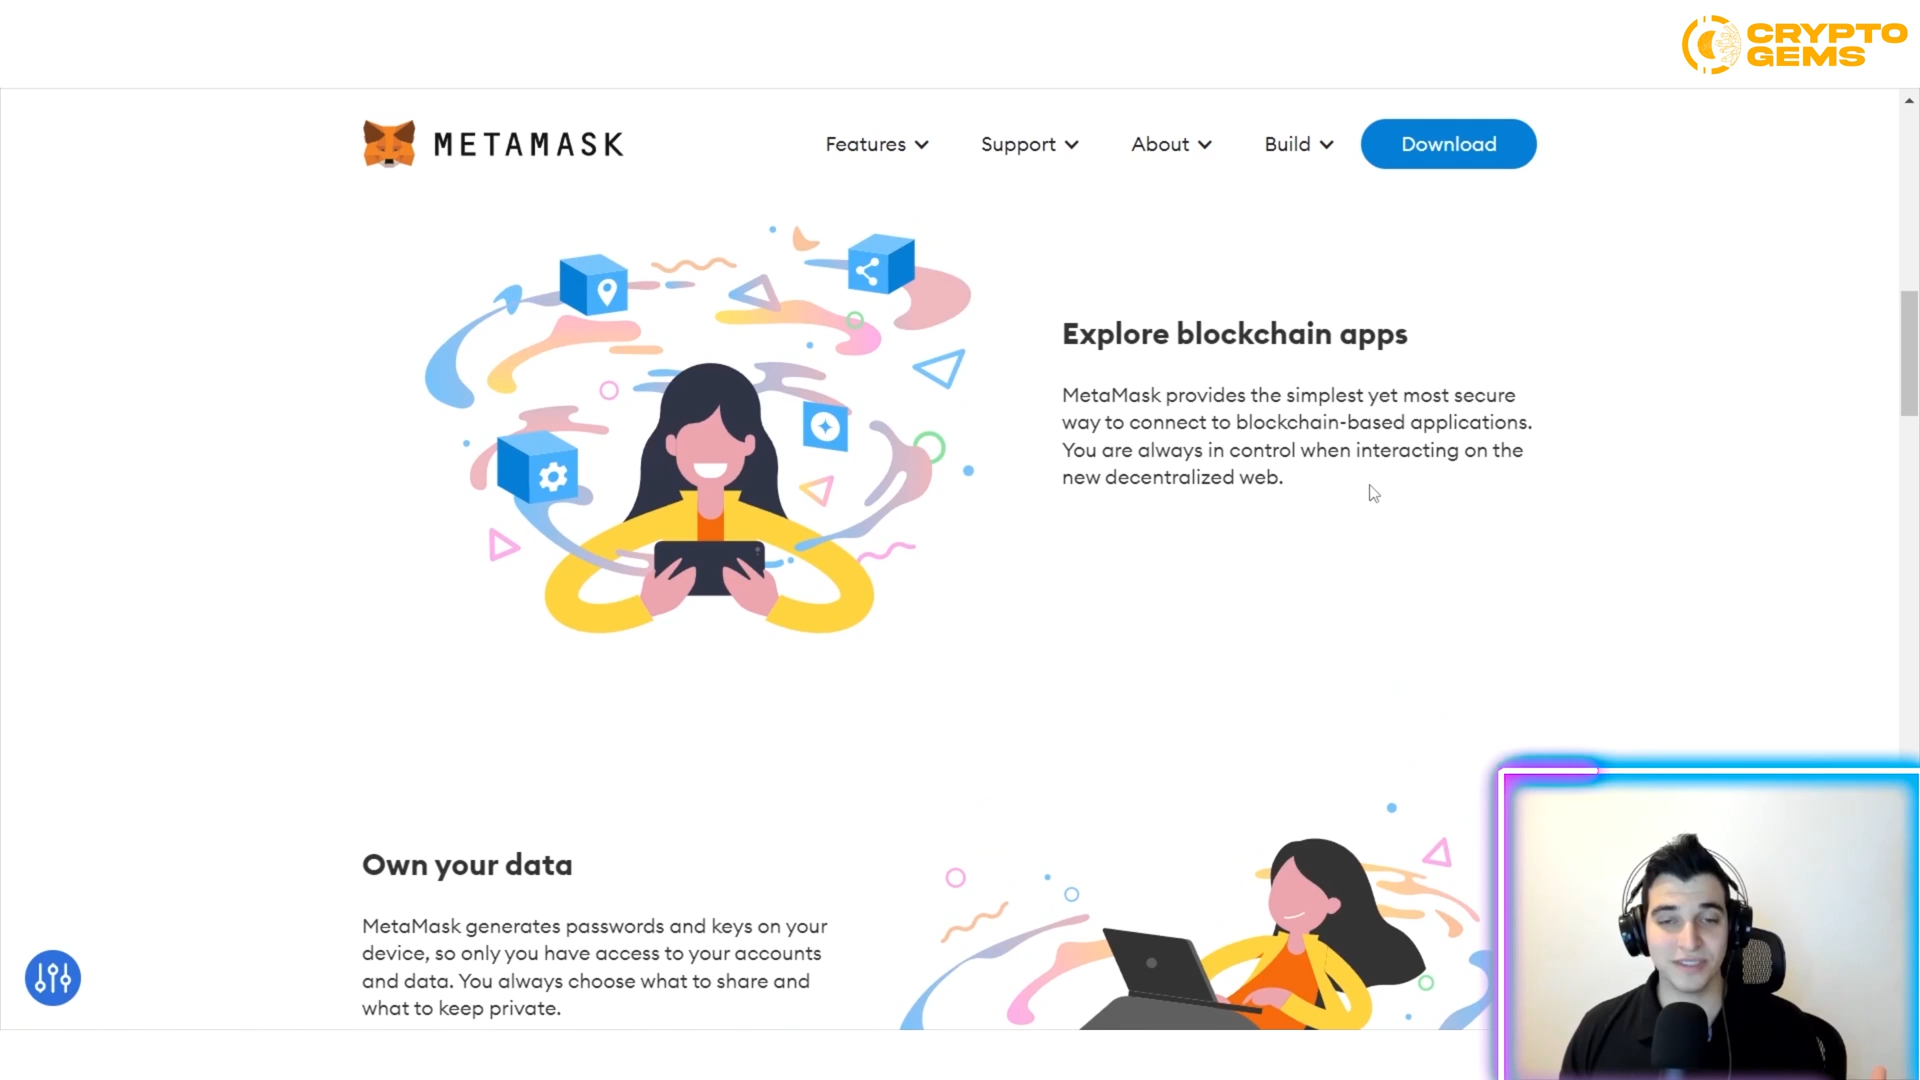 CRYPTO
GEMS
METAMASK
Features
Support
About
Build
Download
Explore blockchain apps
MetaMask provides the simplest yet most secure
way to connect to blockchain-based applications.
You are always in control when interacting on the
new decentralized web.
Own your data
MetaMask generates passwords and keys on your
device, so only you have access to your accounts
and data. You always choose what to share and
what to keep private.